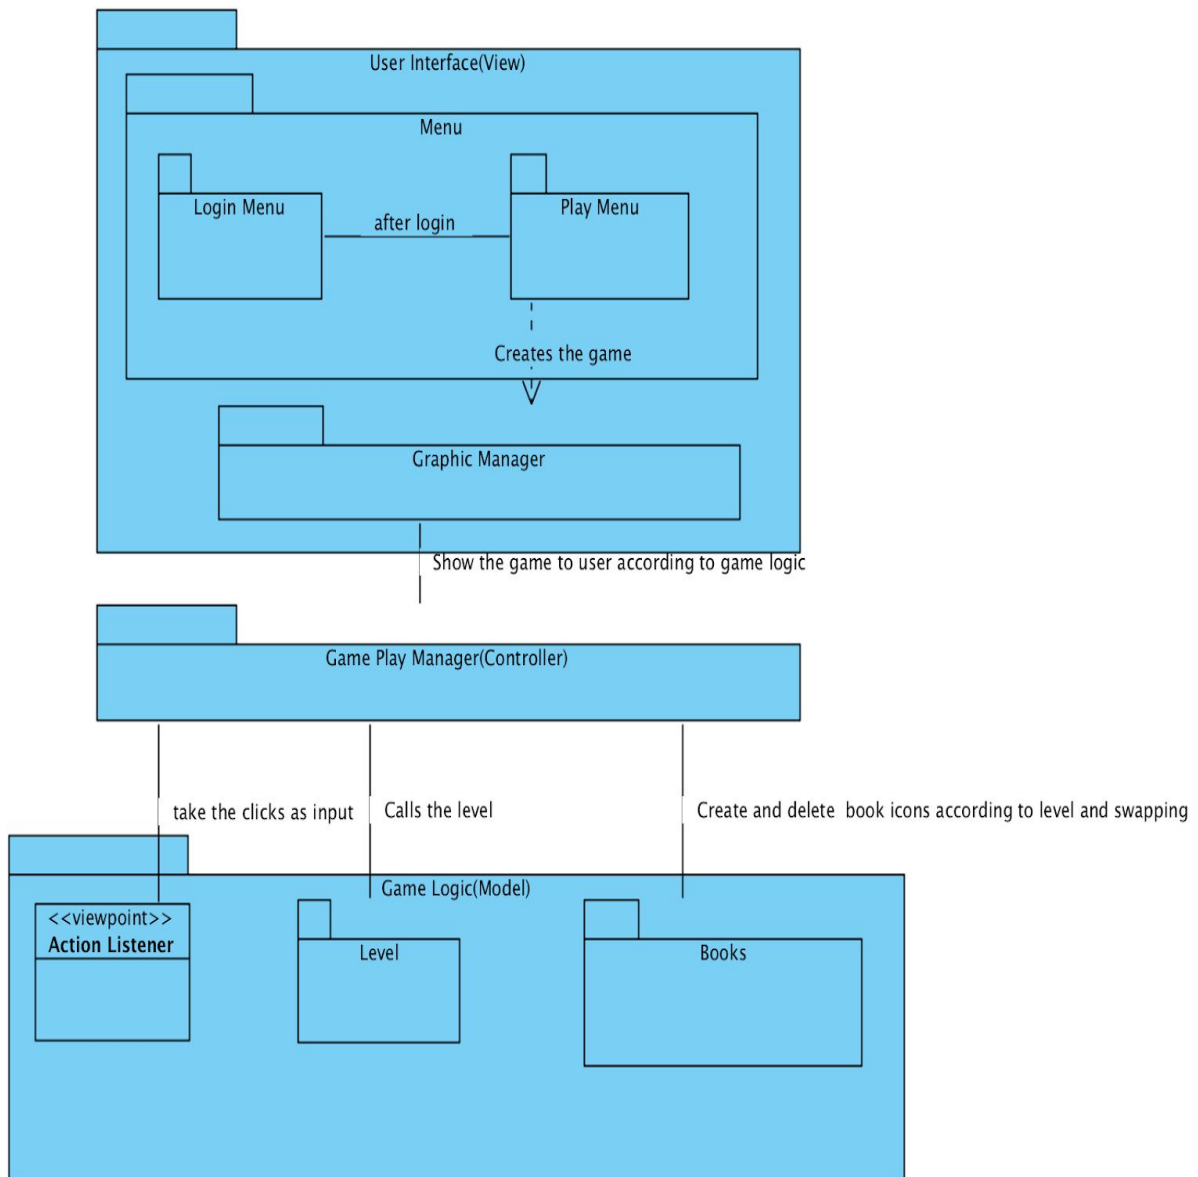 User Interface(View)
Menu
Login Menu
after login
Play Menu
Creates the game
Graphic Manager
Show the game to user according to game logic
Game Play Manager(Controller)
take the clicks as input
Calls the level
Create and delete  book icons according to level and swapping
Game Logic(Model)
<<viewpoint>>
Action Listener
Level
Books